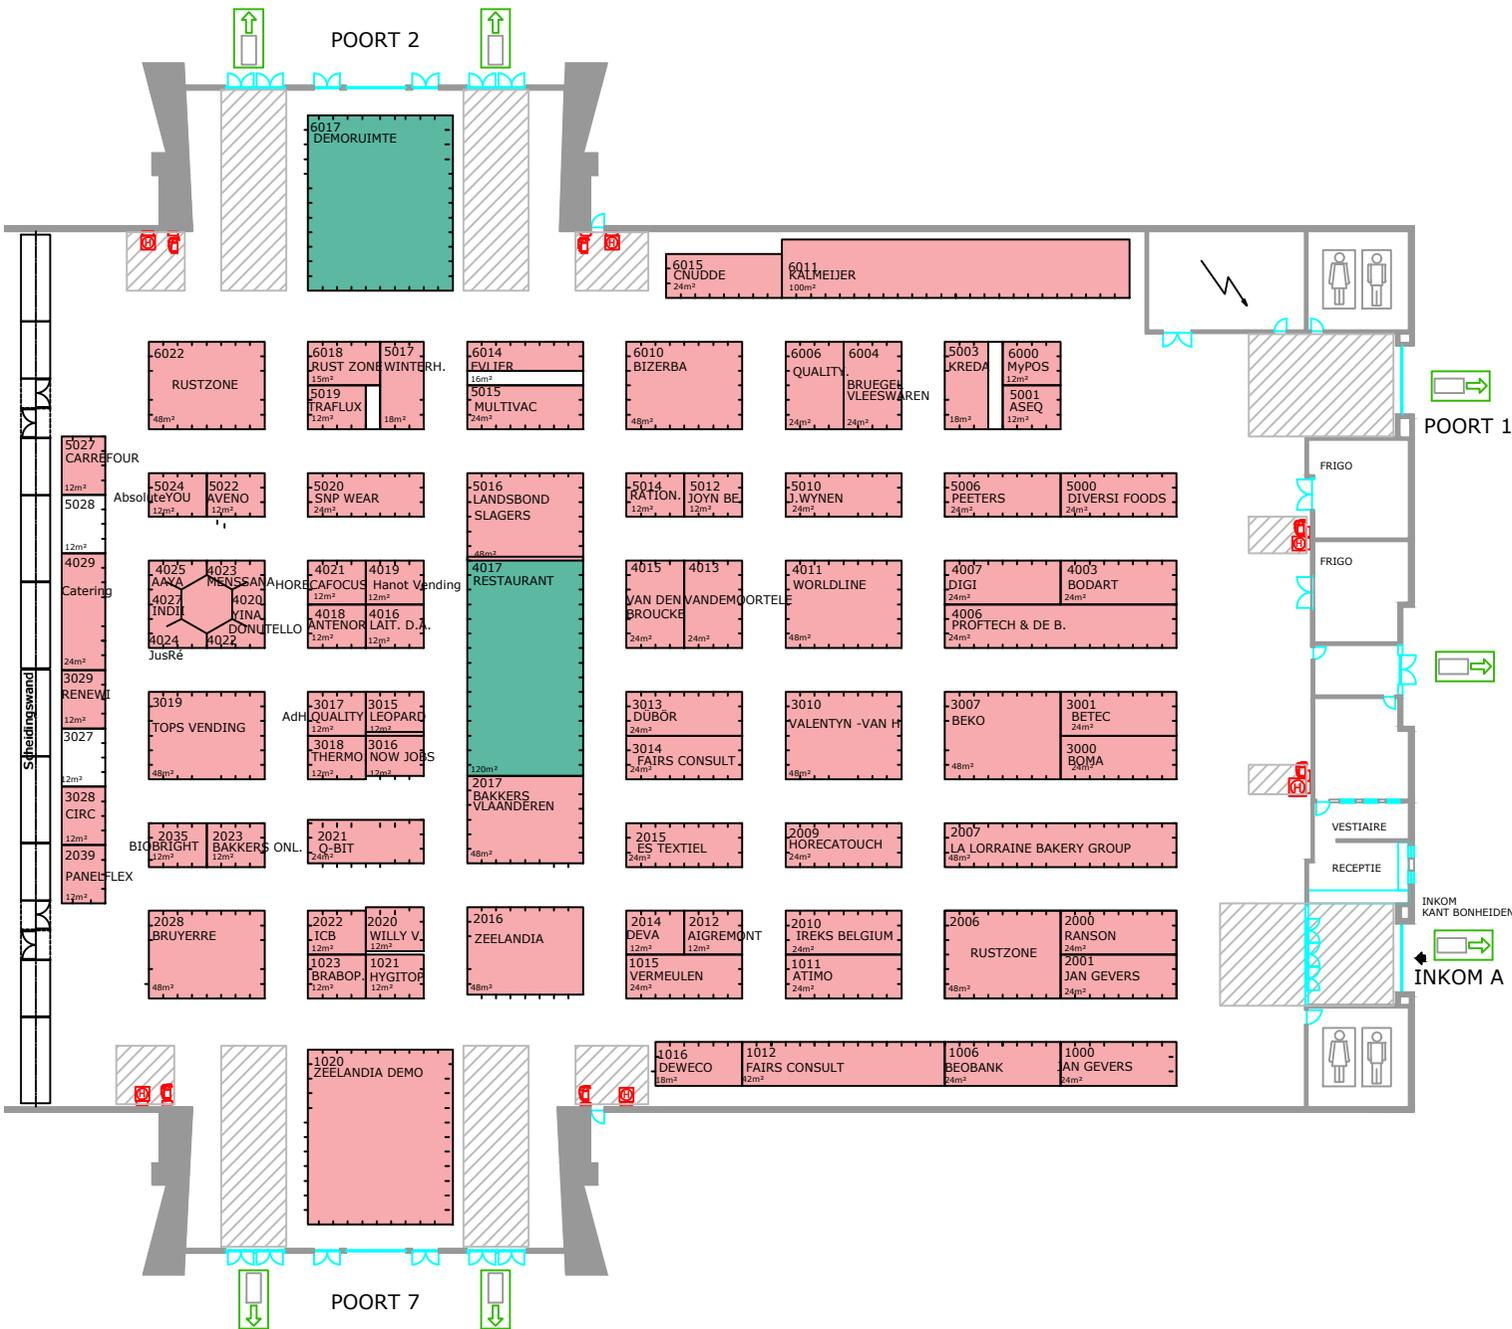 POORT 2
6017
DEMORUIMTE
6015
CNUDDE
24m²
6011
KALMEIJER
100m²
6022
RUSTZONE
48m²
6018
RUST ZONE
15m²
5017
WINTERH.
18m²
5019
TRAFLUX
12m²
6014
EVLIER
16m²
5015
MULTIVAC
24m²
6010
BIZERBA
48m²
6006
QUALITY.
24m²
6004
BRUEGEL
VLEESWAREN
24m²
5003
KREDA
18m²
6000
MyPOS
12m²
5001
ASEQ
12m²
POORT 1
5027
CARREFOUR
12m²
5028
12m²
4029
Catering
24m²
3029
RENEWI
12m²
3027
12m²
3028
CIRC
12m²
2039
PANELFLEX
12m²
Scheidingswand
5024
AbsoluteYOU
12m²
5022
AVENO
12m²
5020
SNP WEAR
24m²
5016
LANDSBOND
SLAGERS
48m²
5014
RATION.
12m²
5012
JOYN BE.
12m²
5010
J.WYNEN
24m²
5006
PEETERS
24m²
5000
DIVERSI FOODS
24m²
FRIGO
FRIGO
4025
AAYA
4023
MENSSANA
4027
INDII
4020
YINA
DONUTELLO
4024
JusRé
4022
4021
HORECAFOCUS
12m²
4019
Hanot Vending
12m²
4018
ANTENOR
12m²
4016
LAIT. D.A.
12m²
4017
RESTAURANT
120m²
4015
VAN DEN
BROUCKE
24m²
4013
VANDEMOORTELE
24m²
4011
WORLDLINE
48m²
4007
DIGI
24m²
4003
BODART
24m²
4006
PROFTECH & DE B.
24m²
3019
TOPS VENDING
48m²
3017
AdH.QUALITY
12m²
3015
LEOPARD
12m²
3018
THERMO.
12m²
3016
NOW JOBS
12m²
3013
DÜBÖR
24m²
3014
FAIRS CONSULT
24m²
3010
VALENTYN -VAN H
48m²
3007
BEKO
48m²
3001
BETEC
24m²
3000
BOMA
24m²
2017
BAKKERS
VLAANDEREN
48m²
2035
BIOBRIGHT
12m²
2023
BAKKERS ONL.
12m²
2021
Q-BIT
24m²
2015
ES TEXTIEL
24m²
2009
HORECATOUCH
24m²
2007
LA LORRAINE BAKERY GROUP
48m²
VESTIAIRE
RECEPTIE
INKOM
KANT BONHEIDEN
INKOM A
2028
BRUYERRE
48m²
2022
ICB
12m²
2020
WILLY V.
12m²
1023
BRABOP.
12m²
1021
HYGITOP
12m²
2016
ZEELANDIA
48m²
2014
DEVA
12m²
2012
AIGREMONT
12m²
1015
VERMEULEN
24m²
2010
IREKS BELGIUM
24m²
1011
ATIMO
24m²
2006
RUSTZONE
48m²
2000
RANSON
24m²
2001
JAN GEVERS
24m²
1020
ZEELANDIA DEMO
1016
DEWECO
18m²
1012
FAIRS CONSULT
42m²
1006
BEOBANK
24m²
1000
JAN GEVERS
24m²
POORT 7